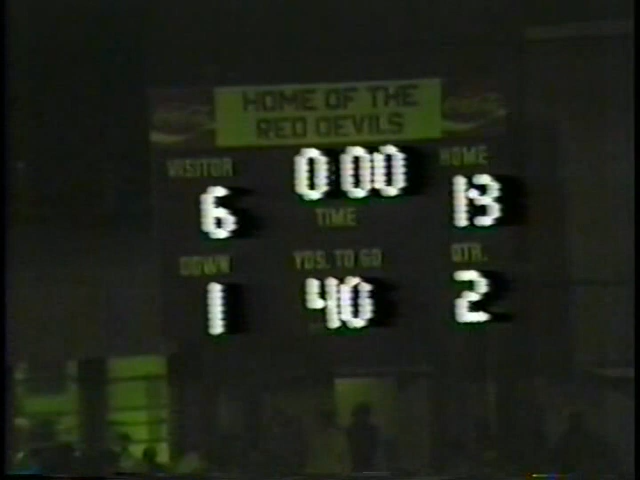 HOME OF THE
RED DEVILS
VISITOR 0:00 HOME
6 TIME 13
DOWN YDS. TO GO QTR.
1 40 2